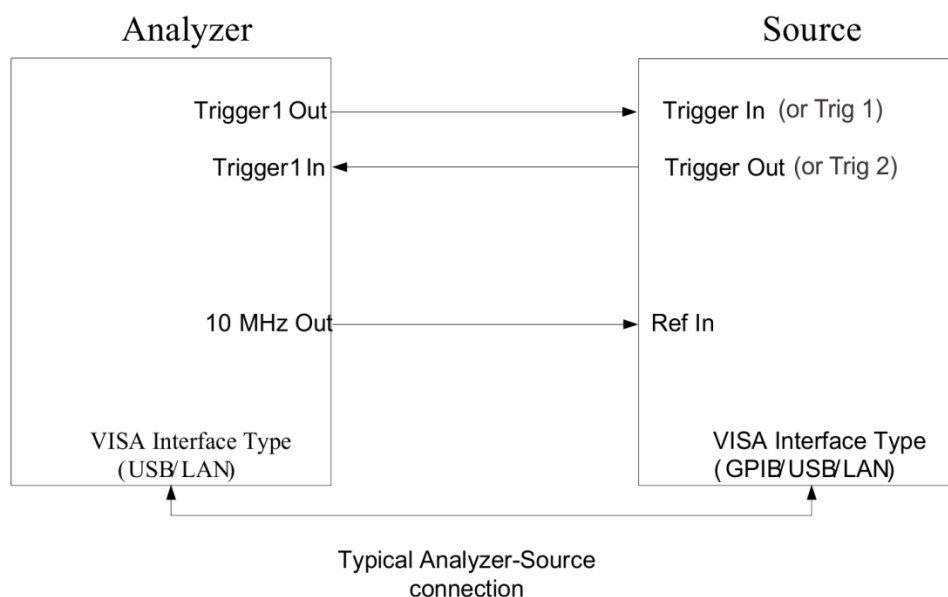 Analyzer
Source
Trigger1 Out
Trigger In (or Trig 1)
Trigger1 In
Trigger Out (or Trig 2)
10 MHz Out
Ref In
VISA Interface Type
(USB/LAN)
VISA Interface Type
(GPIB/USB/LAN)
Typical Analyzer-Source
connection